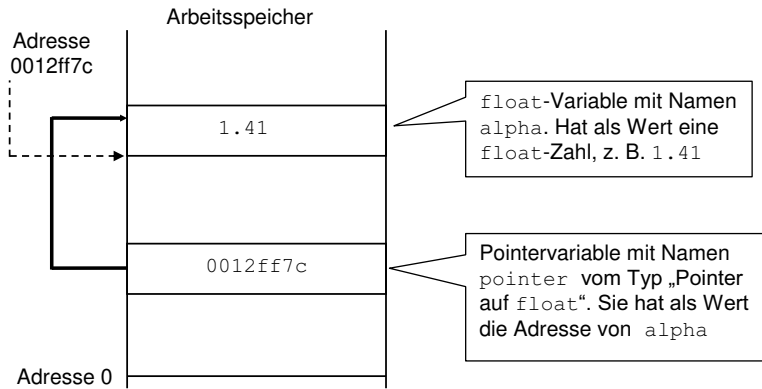 Arbeitsspeicher
Adresse
0012ff7c
1.41
float-Variable mit Namen
alpha. Hat als Wert eine
float-Zahl, z. B. 1.41
0012ff7c
Pointervariable mit Namen
pointer vom Typ „Pointer
auf float“. Sie hat als Wert
die Adresse von alpha
Adresse 0